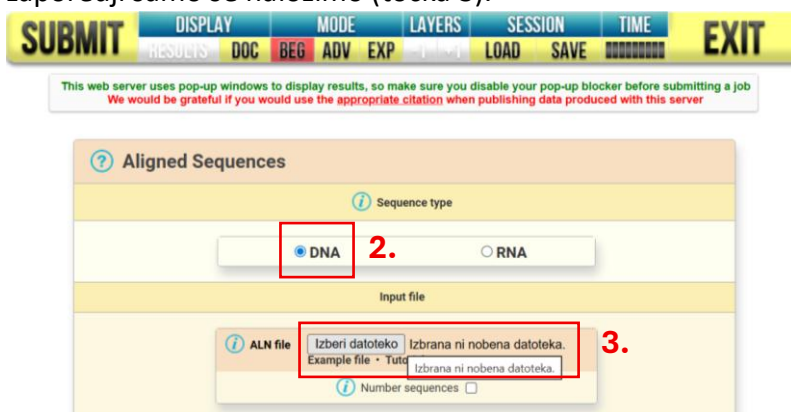 SUBMIT DISPLAY MODE LAYERS SESSION TIME EXIT
RESULTS DOC BEG ADV EXP -1 +1 LOAD SAVE
This web server uses pop-up windows to display results, so make sure you disable your pop-up blocker before submitting a job
We would be grateful if you would use the appropriate citation when publishing data produced with this server
? Aligned Sequences
i Sequence type
DNA 2. RNA
Input file
i ALN file Izberi datoteko Izbrana ni nobena datoteka. 3.
Example file •
Izbrana ni nobena datoteka.
i Number sequences